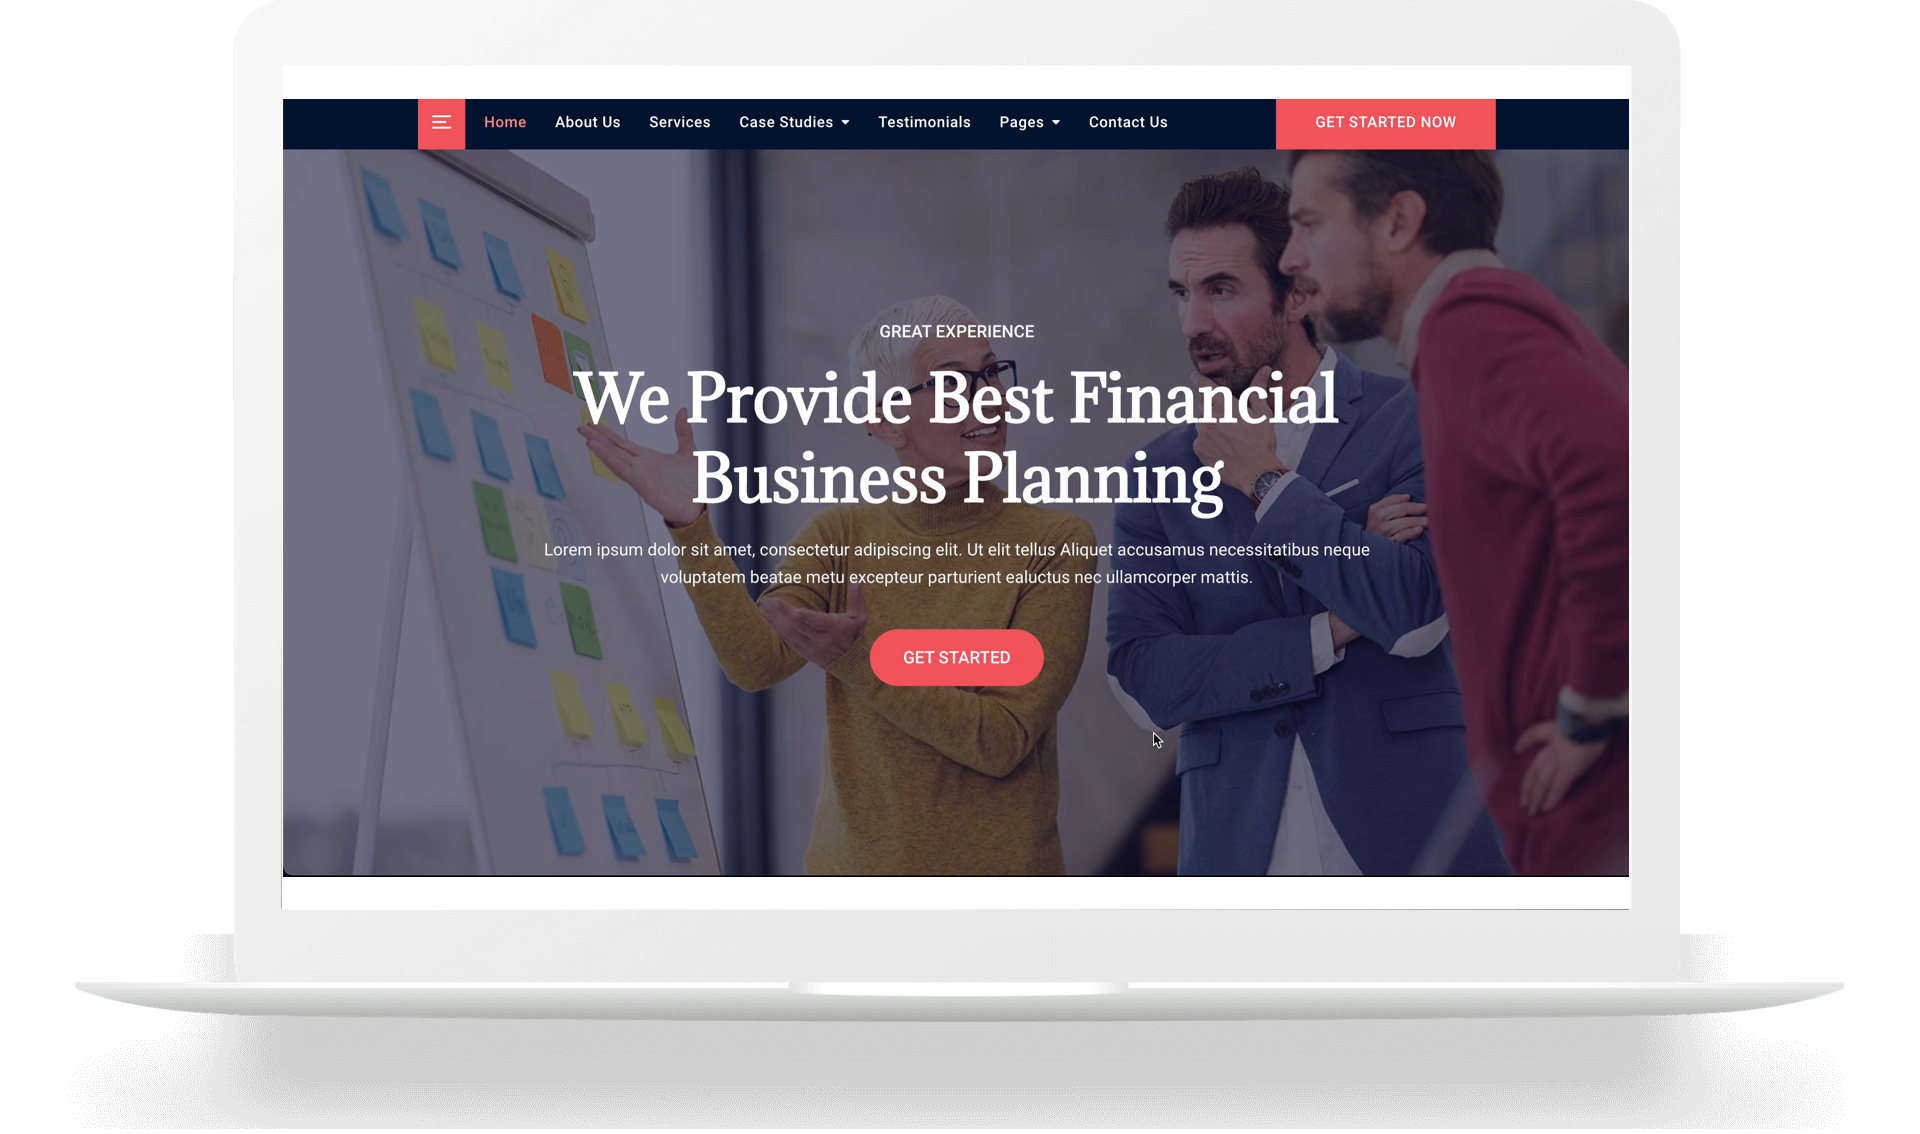 Home About Us Services Case Studies Testimonials Pages Contact Us GET STARTED NOW
GREAT EXPERIENCE
We Provide Best Financial
Business Planning
Lorem ipsum dolor sit amet, consectetur adipiscing elit. Ut elit tellus Aliquet accusamus necessitatibus neque
voluptatem beatae metu excepteur parturient ealuctus nec ullamcorper mattis.
GET STARTED